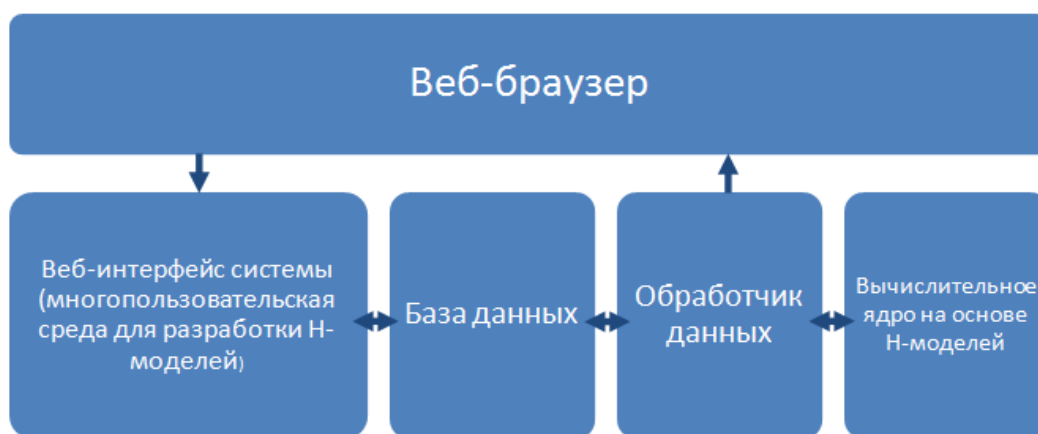 Веб-браузер
Веб-интерфейс системы
(многопользовательская
среда для разработки Н-
моделей)
База данных
Обработчик
данных
Вычислительное
ядро на основе
Н-моделей